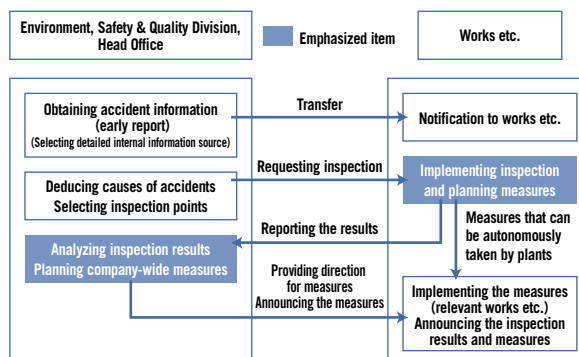 Environment, Safety & Quality Division,
Head Office
Emphasized item
Works etc.
Obtaining accident information
(early report)
(Selecting detailed internal information source)
Transfer
Notification to works etc.
Deducing causes of accidents
Selecting inspection points
Requesting inspection
Implementing inspection
and planning measures
Reporting the results
Measures that can
be autonomously
taken by plants
Analyzing inspection results
Planning company-wide measures
Providing direction
for measures
Announcing the measures
Implementing the measures
(relevant works etc.)
Announcing the inspection
results and measures